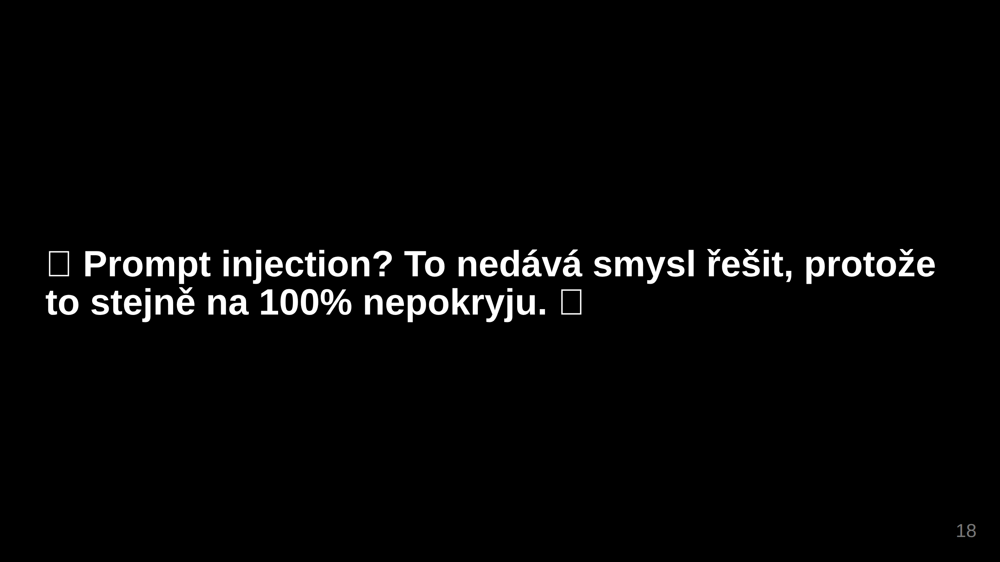 Prompt injection? To nedává smysl řešit, protože
to stejně na 100% nepokryju.
18